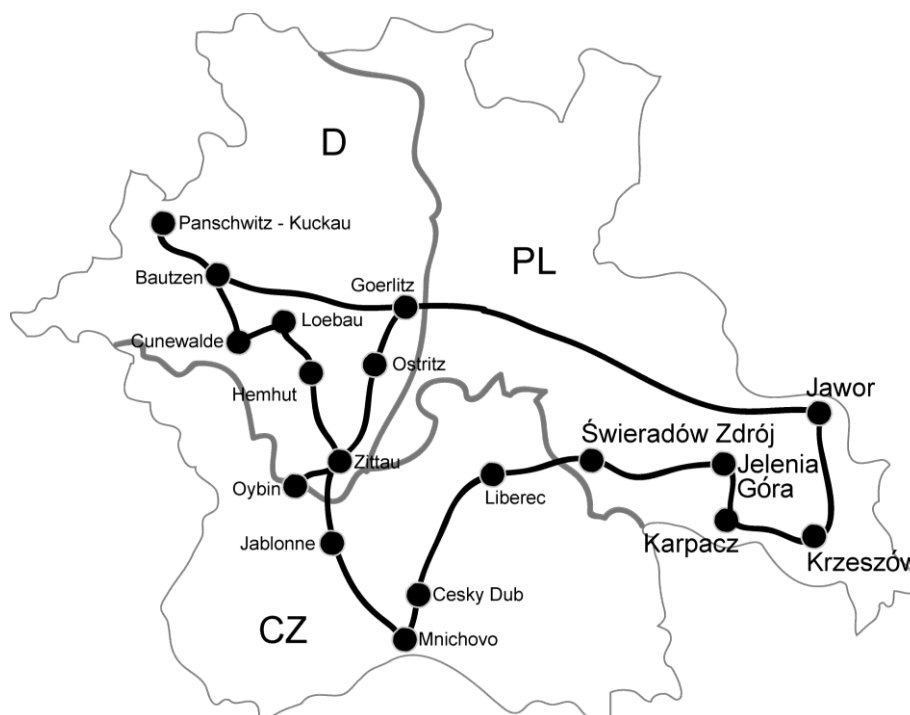 D
Panschwitz - Kuckau
PL
Bautzen
Goerlitz
Loebau
Cunewalde
Ostritz
Hemhut
Jawor
Świeradów Zdrój
Zittau
Jelenia
Góra
Oybin
Liberec
Jablonne
Karpacz
Krzeszów
Cesky Dub
CZ
Mnichovo